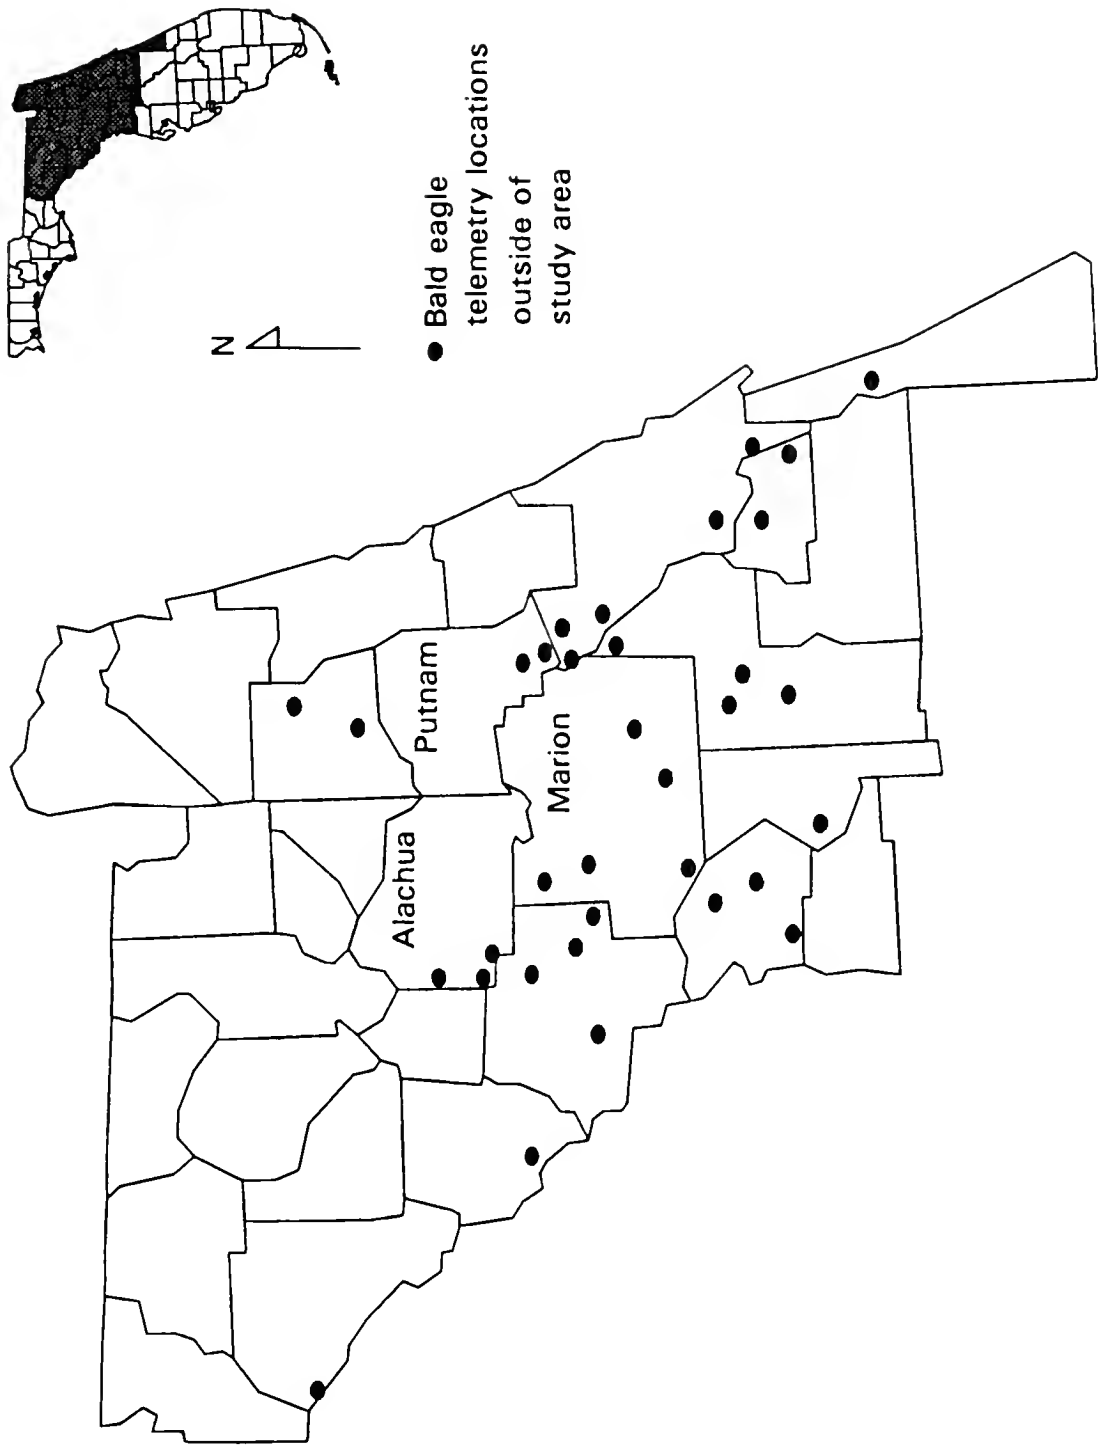 N
Bald eagle
telemetry locations
outside of
study area
Putnam
Alachua
Marion